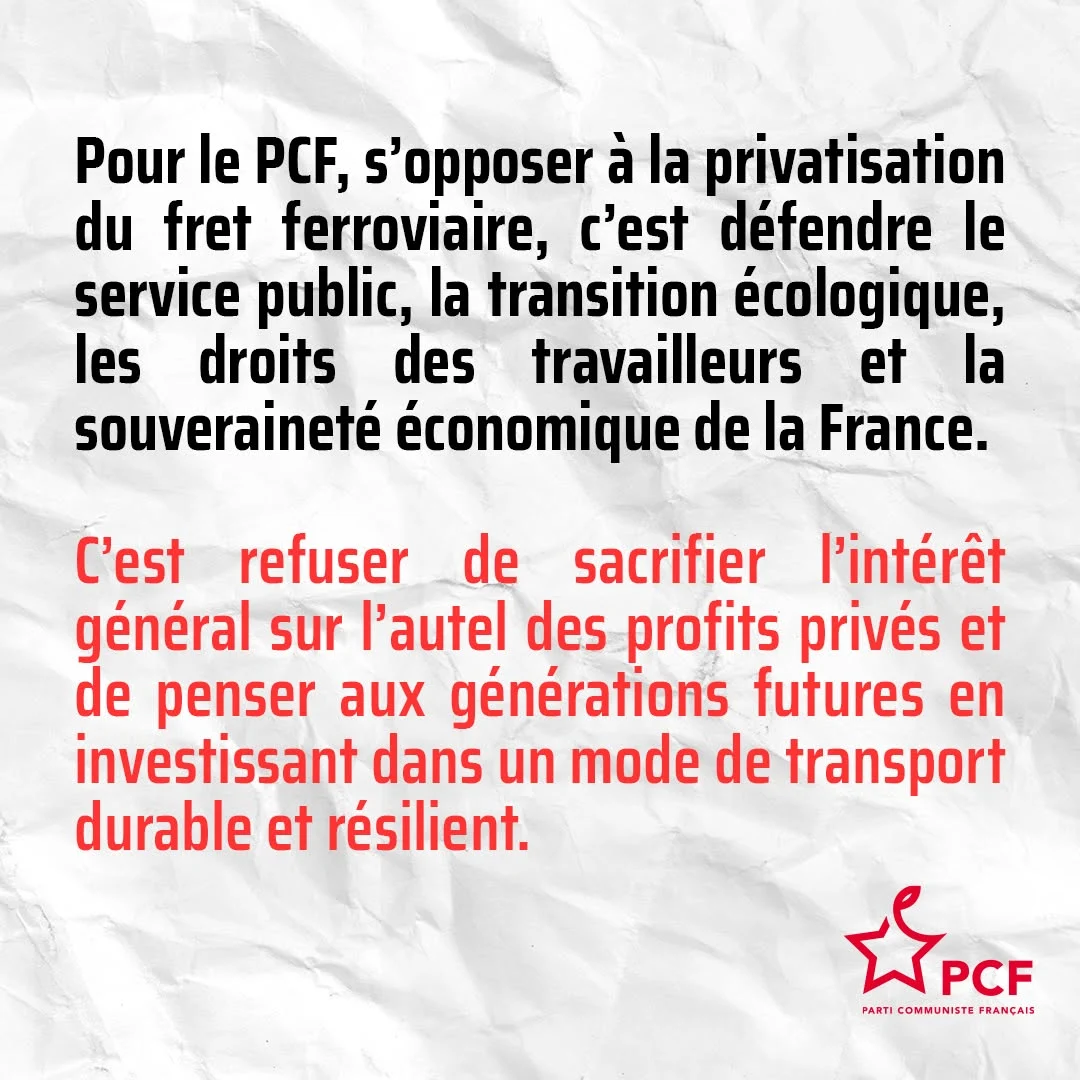 Pour le PCF, s’opposer à la privatisation
du fret ferroviaire, c’est défendre le
service public, la transition écologique,
les droits des travailleurs et la
souveraineté économique de la France.
C’est refuser de sacrifier l’intérêt
général sur l’autel des profits privés et
de penser aux générations futures en
investissant dans un mode de transport
durable et résilient.
PCF
PARTI COMMUNISTE FRANÇAIS